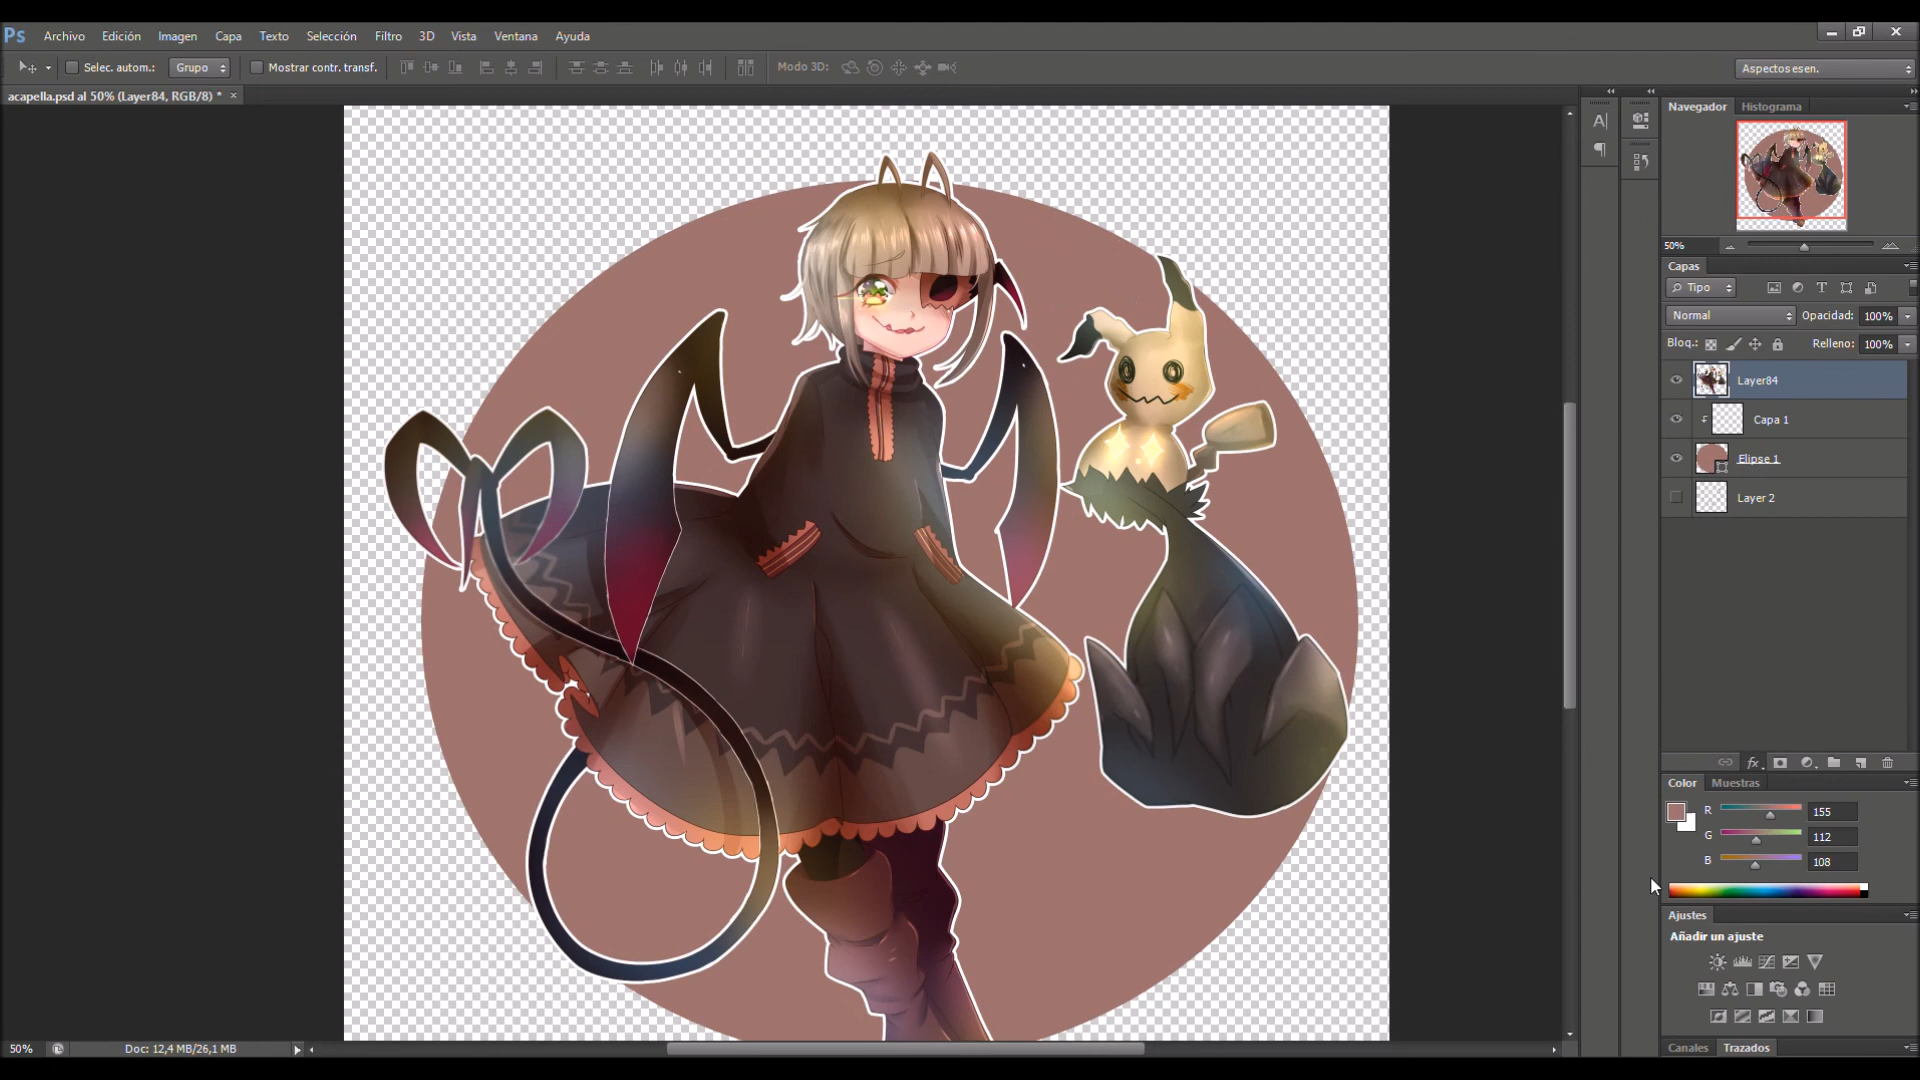 Ps Archivo Edición Imagen Capa Texto Selección Filtro 3D Vista Ventana Ayuda
Selec. autom.: Grupo Mostrar contr. transf. Modo 3D: Aspectos esen.
acapella.psd al 50% (Layer84, RGB/8) * ×
Navegador Histograma
50%
Capas
Tipo
Normal Opacidad: 100%
Bloq.: Relleno: 100%
Layer84
Capa 1
Elipse 1
Layer 2
fx
Color Muestras
R 155
G 112
B 108
Ajustes
Añadir un ajuste
Canales Trazados
50% Doc: 12,4 MB/26,1 MB